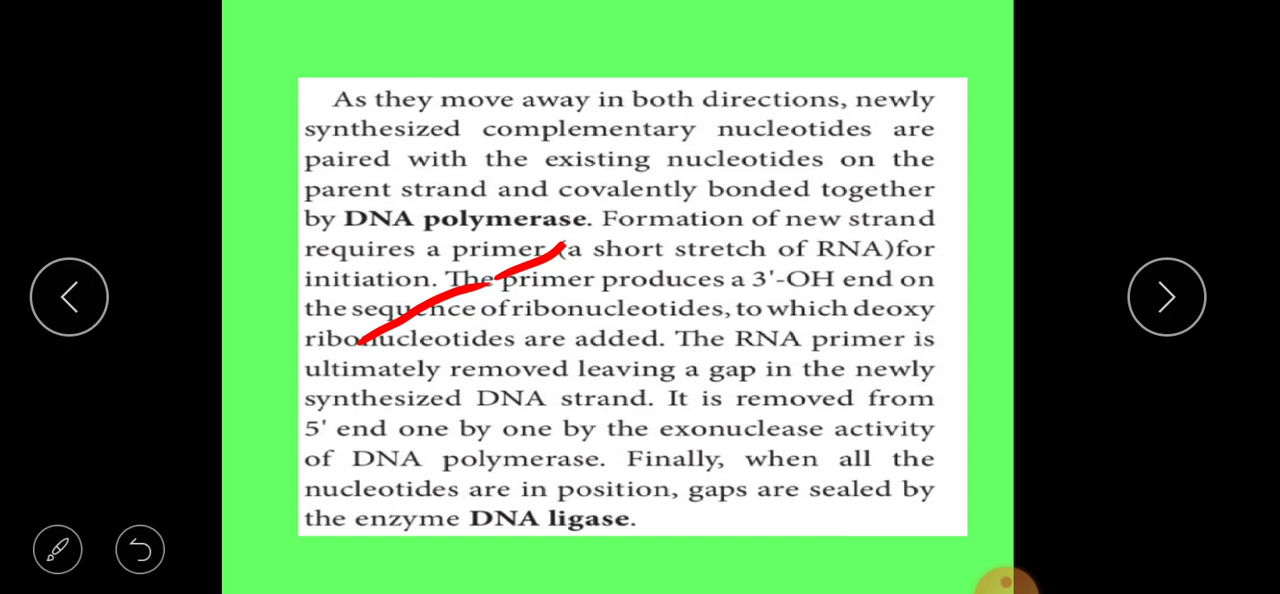 As they move away in both directions, newly
synthesized complementary nucleotides are
paired with the existing nucleotides on the
parent strand and covalently bonded together
by DNA polymerase. Formation of new strand
requires a primer (a short stretch of RNA)for
initiation. The primer produces a 3'-OH end on
the sequence of ribonucleotides, to which deoxy
ribonucleotides are added. The RNA primer is
ultimately removed leaving a gap in the newly
synthesized DNA strand. It is removed from
5' end one by one by the exonuclease activity
of DNA polymerase. Finally, when all the
nucleotides are in position, gaps are sealed by
the enzyme DNA ligase.